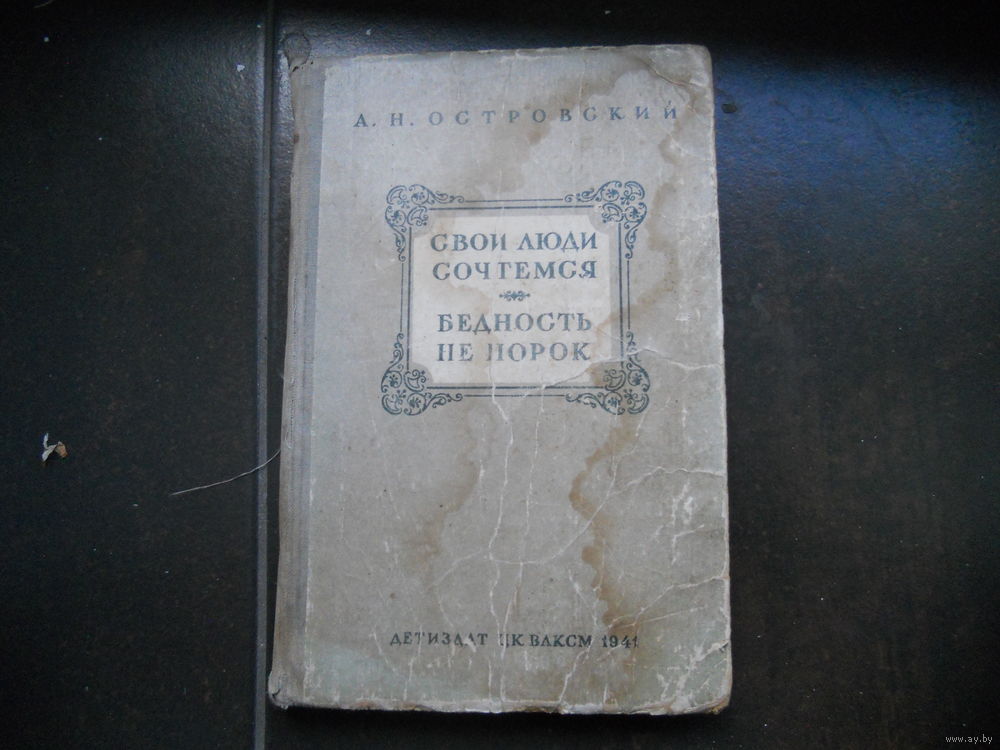 А. Н. ОСТРОВСКИЙ
СВОИ ЛЮДИ
СОЧТЕМСЯ
БЕДНОСТЬ
НЕ ПОРОК
ДЕТИЗДАТ ЦК ВЛКСМ 1941
www.ay.by